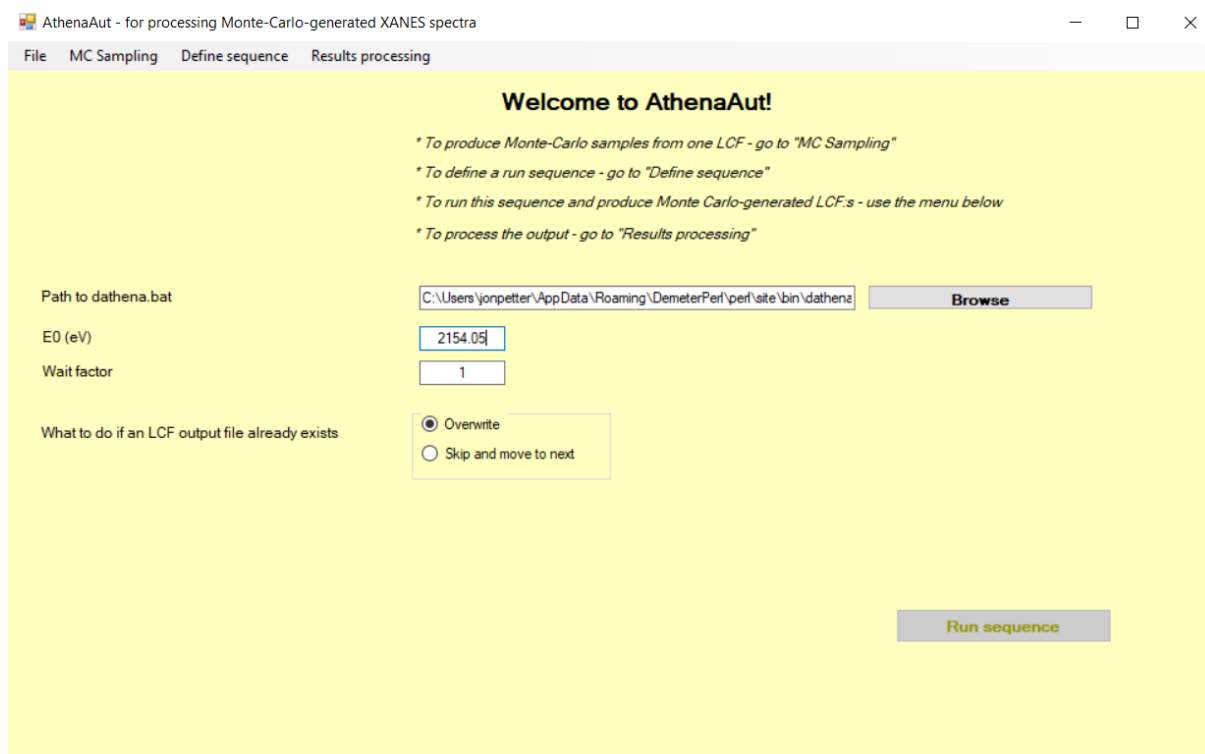 AthenaAut - for processing Monte-Carlo-generated XANES spectra
File MC Sampling Define sequence Results processing
Welcome to AthenaAut!
* To produce Monte-Carlo samples from one LCF - go to "MC Sampling"
* To define a run sequence - go to "Define sequence"
* To run this sequence and produce Monte Carlo-generated LCF:s - use the menu below
* To process the output - go to "Results processing"
Path to dathena.bat C:\Users\jonpetter\AppData\Roaming\DemeterPerl\perl\site\bin\dathena Browse
E0 (eV) 2154.05
Wait factor 1
What to do if an LCF output file already exists
Overwrite
Skip and move to next
Run sequence